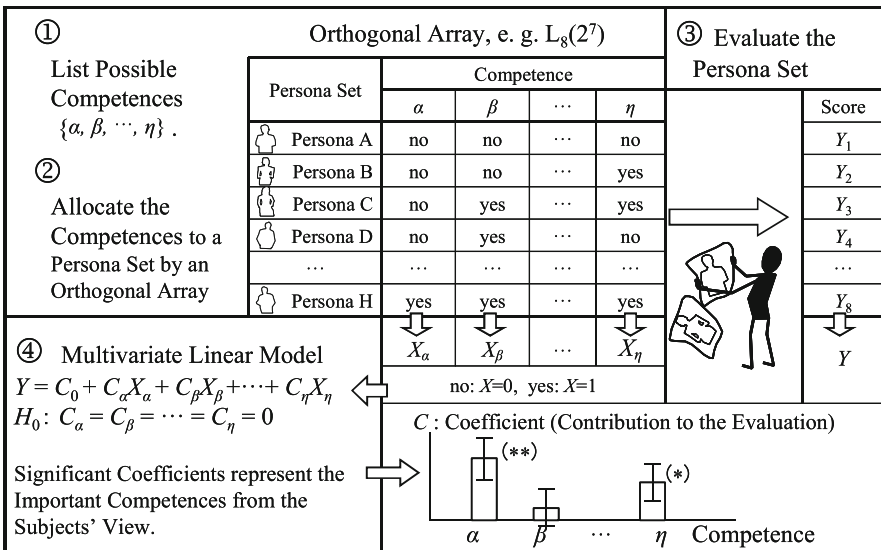 ①
List Possible
Competences
{α, β, ···, η} .
②
Allocate the
Competences to a
Persona Set by an
Orthogonal Array
Orthogonal Array, e. g. L₈(2⁷)
Persona Set
Competence
α β ··· η
Persona A no no ··· no
Persona B no no ··· yes
Persona C no yes ··· yes
Persona D no yes ··· no
··· ··· ··· ··· ···
Persona H yes yes ··· yes
Xα Xβ ··· Xη
no: X=0, yes: X=1
③ Evaluate the
Persona Set
Score
Y₁
Y₂
Y₃
Y₄
···
Y₈
Y
④ Multivariate Linear Model
Y = C₀ + CαXα + CβXβ +···+ CηXη
H₀ : Cα = Cβ = ··· = Cη = 0
Significant Coefficients represent the
Important Competences from the
Subjects' View.
C : Coefficient (Contribution to the Evaluation)
(**)
(*)
α β ··· η Competence